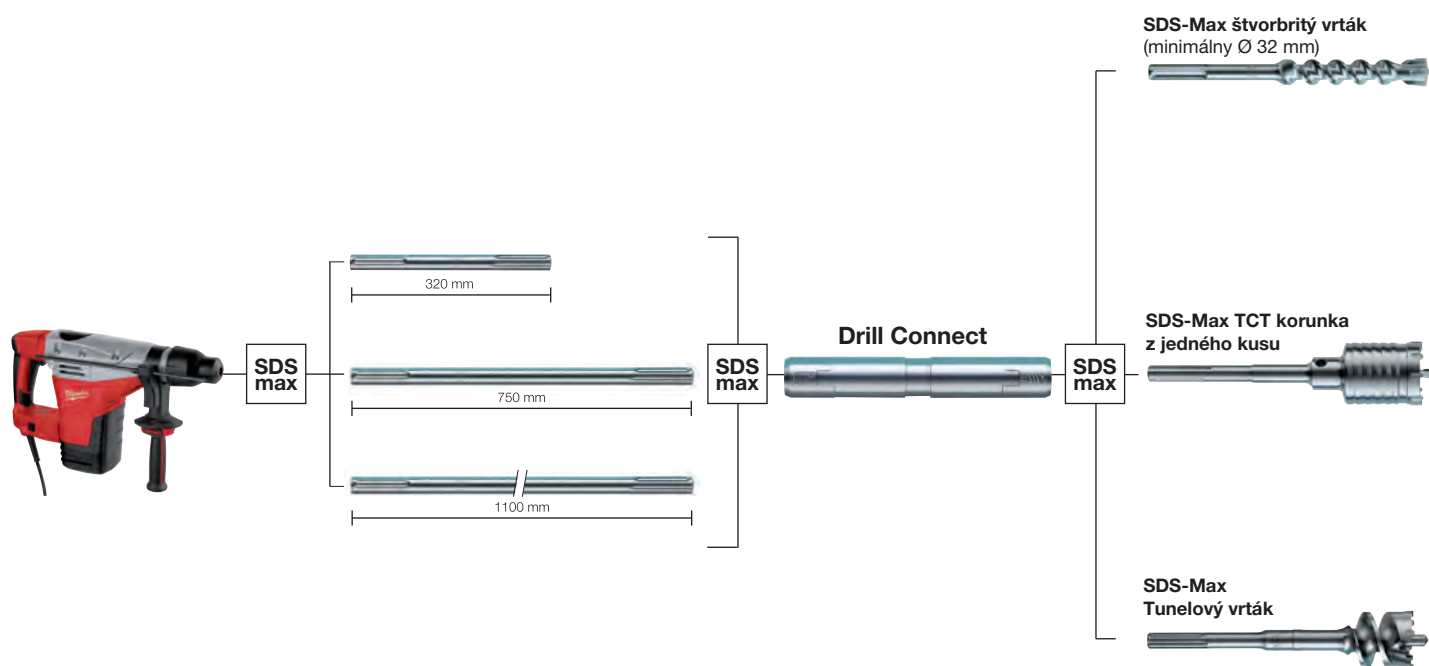 SDS-Max štvorbritý vrták
(minimálny Ø 32 mm)
320 mm
Drill Connect
SDS-Max TCT korunka
z jedného kusu
SDS
max
SDS
max
SDS
max
750 mm
1100 mm
SDS-Max
Tunelový vrták